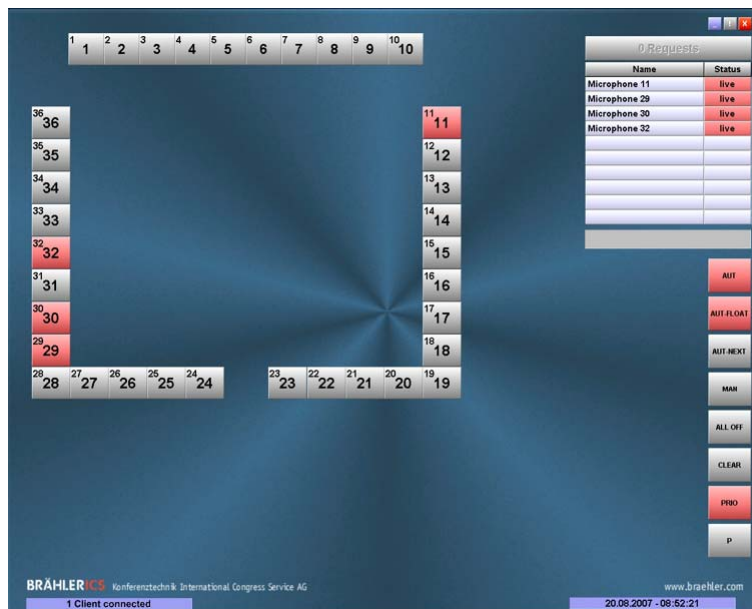 _ I X
1 1 2 2 3 3 4 4 5 5 6 6 7 7 8 8 9 9 10 10
0 Requests
Name Status
Microphone 11 live
Microphone 29 live
Microphone 30 live
Microphone 32 live
36 36
35 35
34 34
33 33
32 32
31 31
30 30
29 29
28 28 27 27 26 26 25 25 24 24
11 11
12 12
13 13
14 14
15 15
16 16
17 17
18 18
23 23 22 22 21 21 20 20 19 19
AUT
AUT-FLOAT
AUT-NEXT
MAN
ALL OFF
CLEAR
PRIO
P
BRÄHLER ICS Konferenztechnik International Congress Service AG
www.braehler.com
1 Client connected
20.08.2007 - 08:52:21